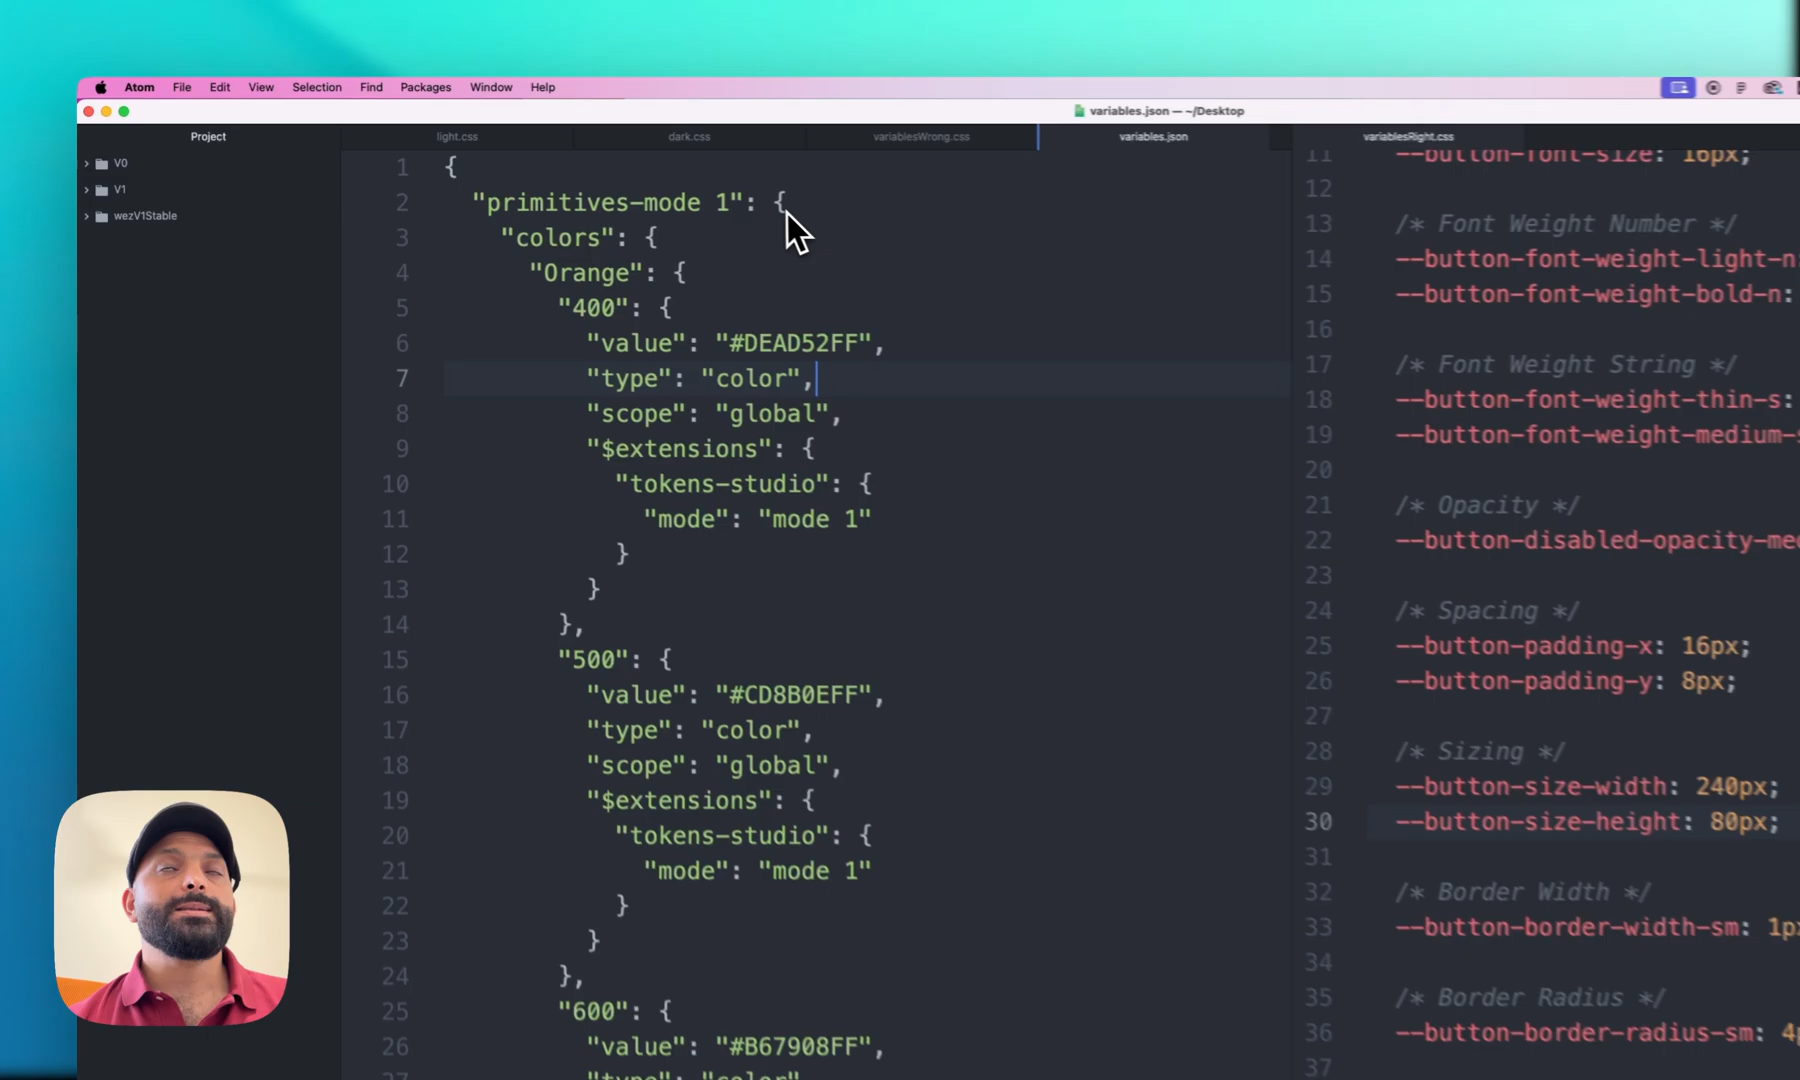 Atom File Edit View Selection Find Packages Window Help
variables.json — ~/Desktop
Project
light.css
dark.css
variablesWrong.css
variables.json
variablesRight.css
V0
V1
wezV1Stable
1 {
2 "primitives-mode 1": {
3 "colors": {
4 "Orange": {
5 "400": {
6 "value": "#DEAD52FF",
7 "type": "color",
8 "scope": "global",
9 "$extensions": {
10 "tokens-studio": {
11 "mode": "mode 1"
12 }
13 }
14 },
15 "500": {
16 "value": "#CD8B0EFF",
17 "type": "color",
18 "scope": "global",
19 "$extensions": {
20 "tokens-studio": {
21 "mode": "mode 1"
22 }
23 }
24 },
25 "600": {
26 "value": "#B67908FF",
27 "type": "color"
11 --button-font-size: 16px;
12
13 /* Font Weight Number */
14 --button-font-weight-light-n:
15 --button-font-weight-bold-n:
16
17 /* Font Weight String */
18 --button-font-weight-thin-s:
19 --button-font-weight-medium-
20
21 /* Opacity */
22 --button-disabled-opacity-
23
24 /* Spacing */
25 --button-padding-x: 16px;
26 --button-padding-y: 8px;
27
28 /* Sizing */
29 --button-size-width: 240px;
30 --button-size-height: 80px;
31
32 /* Border Width */
33 --button-border-width-sm: 1p
34
35 /* Border Radius */
36 --button-border-radius-sm: 4
37